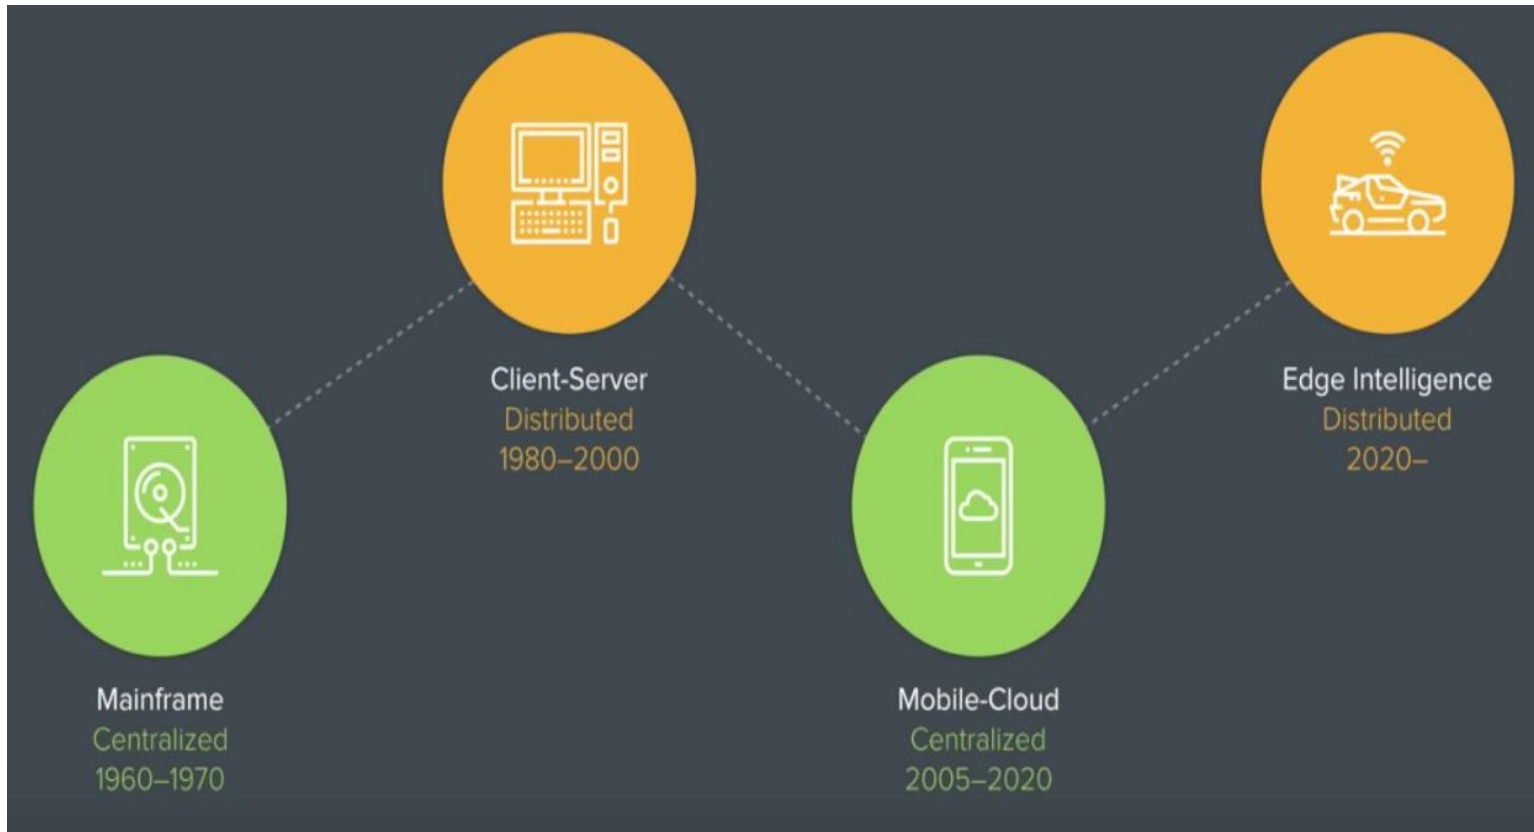 Mainframe
Centralized
1960–1970
Client-Server
Distributed
1980–2000
Mobile-Cloud
Centralized
2005–2020
Edge Intelligence
Distributed
2020–